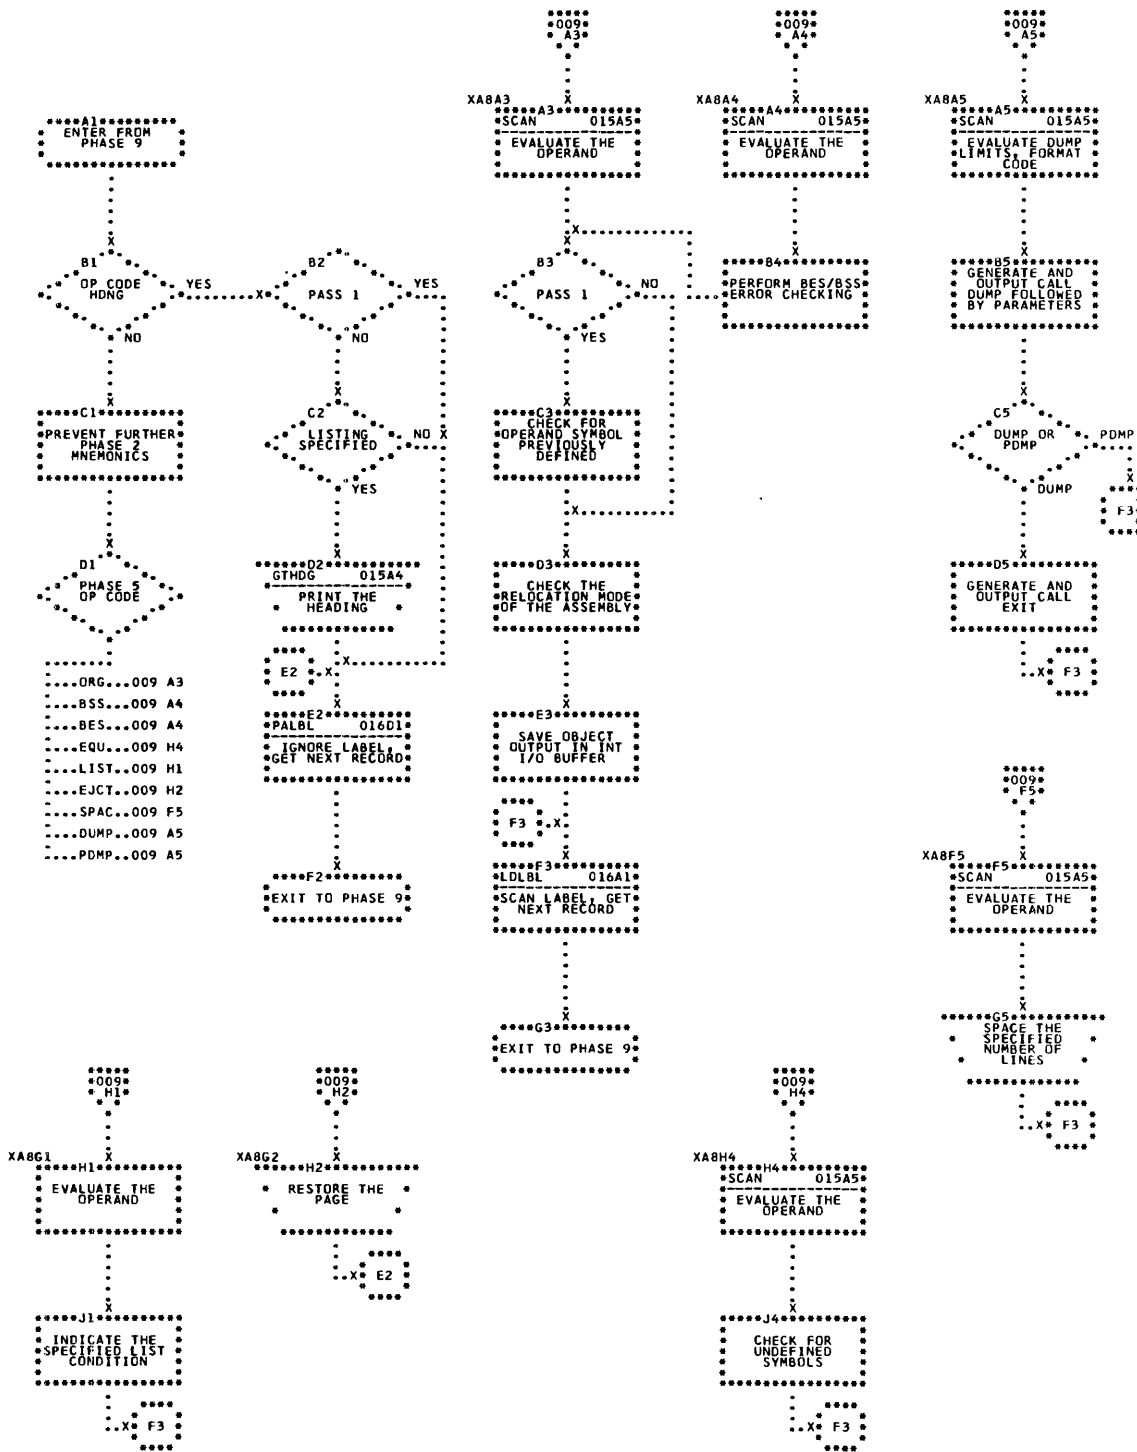 009
A3
009
A4
009
A5
XA8A3
A3
SCAN 015A5
EVALUATE THE
OPERAND
XA8A4
A4
SCAN 015A5
EVALUATE THE
OPERAND
XA8A5
A5
SCAN 015A5
EVALUATE DUMP
LIMITS, FORMAT
CODE
A1
ENTER FROM
PHASE 9
B1
OP CODE
HDNG
YES
NO
B2
PASS 1
YES
NO
B3
PASS 1
NO
YES
B4
PERFORM BES/BSS
ERROR CHECKING
B5
GENERATE AND
OUTPUT CALL
DUMP FOLLOWED
BY PARAMETERS
C1
PREVENT FURTHER
PHASE 2
MNEMONICS
C2
LISTING
SPECIFIED
NO
YES
C3
CHECK FOR
OPERAND SYMBOL
PREVIOUSLY
DEFINED
C5
DUMP OR
PDMP
PDMP
DUMP
F3
D1
PHASE 5
OP CODE
D2
GTHDG 015A4
PRINT THE
HEADING
D3
CHECK THE
RELOCATION MODE
OF THE ASSEMBLY
D5
GENERATE AND
OUTPUT CALL
EXIT
F3
....ORG...009 A3
....BSS...009 A4
....BES...009 A4
....EQU...009 H4
....LIST..009 H1
....EJCT..009 H2
....SPAC..009 F5
....DUMP..009 A5
....PDMP..009 A5
E2
E2
PALBL 016D1
IGNORE LABEL,
GET NEXT RECORD
E3
SAVE OBJECT
OUTPUT IN INT
I/O BUFFER
F3
F2
EXIT TO PHASE 9
F3
LDLBL 016A1
SCAN LABEL, GET
NEXT RECORD
009
F5
XA8F5
F5
SCAN 015A5
EVALUATE THE
OPERAND
G3
EXIT TO PHASE 9
G5
SPACE THE
SPECIFIED
NUMBER OF
LINES
F3
009
H1
009
H2
009
H4
XA8G1
H1
EVALUATE THE
OPERAND
XA8G2
H2
RESTORE THE
PAGE
E2
XA8H4
H4
SCAN 015A5
EVALUATE THE
OPERAND
J1
INDICATE THE
SPECIFIED LIST
CONDITION
F3
J4
CHECK FOR
UNDEFINED
SYMBOLS
F3